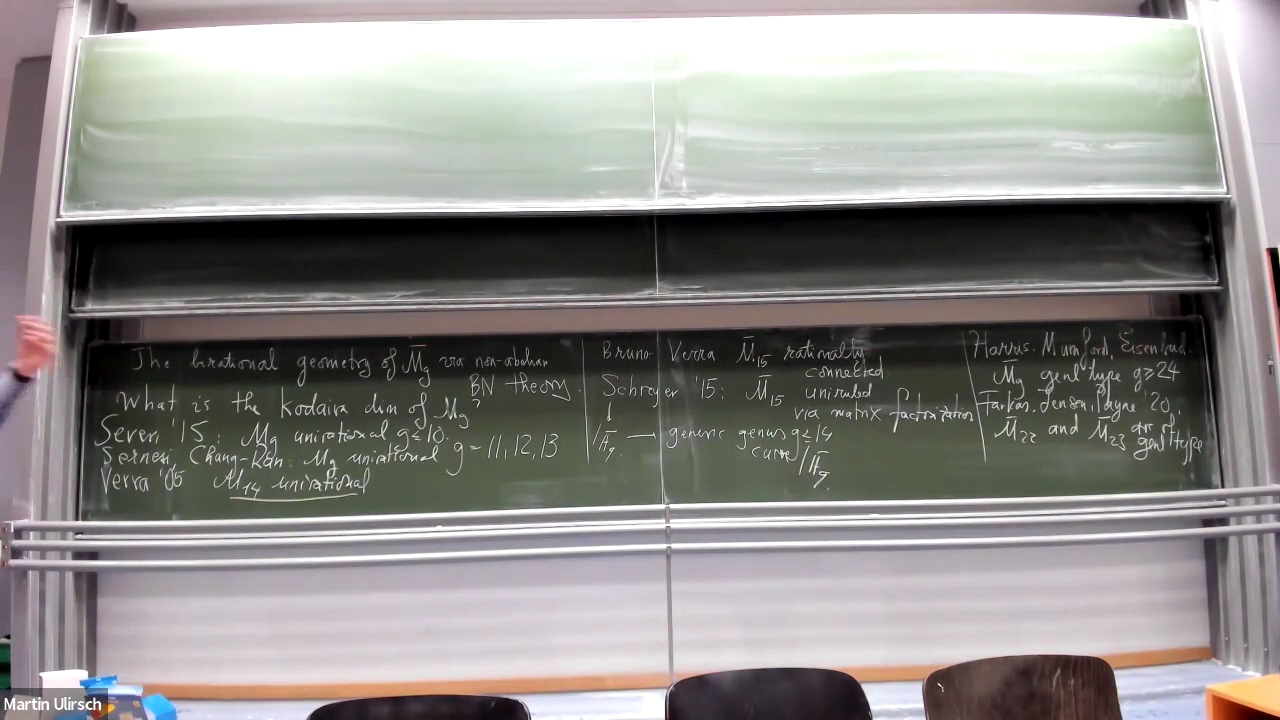 The birational geometry of M̄g via non-abelian
BN theory.
What is the Kodaira dim of M̄g?
Severi '15: Mg unirational g≤10.
Sernesi, Chang-Ran: Mg unirational g=11,12,13
Verra '05 M14 unirational
Bruno-Verra M̄15 rationally
connected
Schreyer '15: M̄15 uniruled
via matrix factorization
generic genus g≤14
curve
Harris-Mumford, Eisenbud.
Mg genl type g≥24
Farkas-Jensen-Payne '20.
M̄22 and M̄23 are of
genl type
Martin Ulirsch